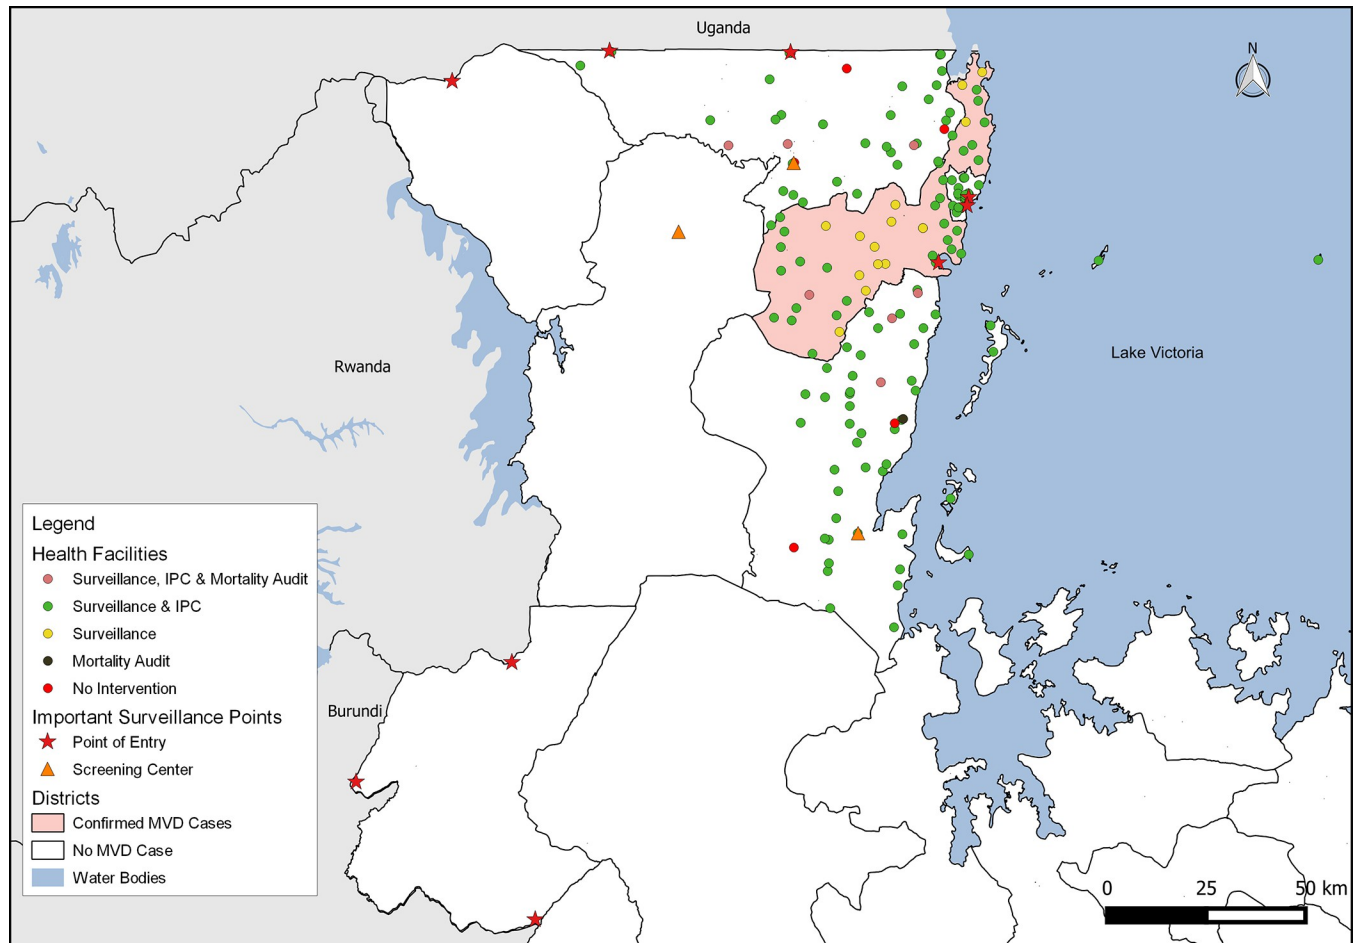 Uganda
N
Rwanda
Lake Victoria
Legend
Health Facilities
Surveillance, IPC & Mortality Audit
Surveillance & IPC
Surveillance
Mortality Audit
No Intervention
Important Surveillance Points
Point of Entry
Screening Center
Districts
Confirmed MVD Cases
No MVD Case
Water Bodies
Burundi
0 25 50 km